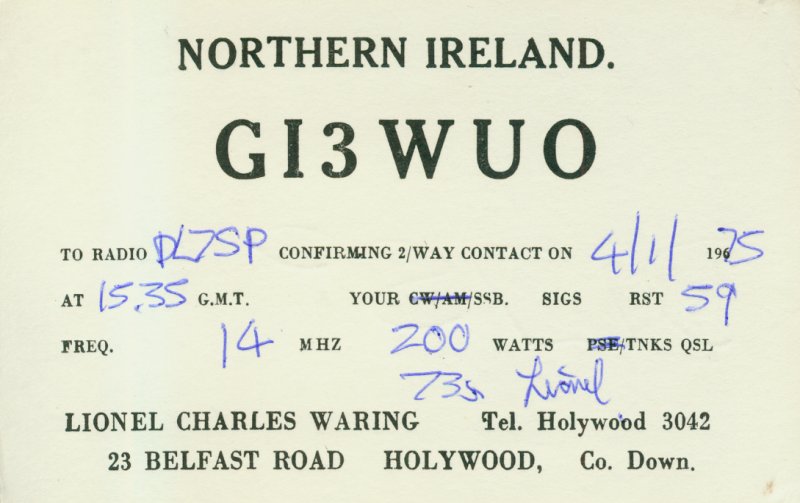 NORTHERN IRELAND.
GI3WUO
TO RADIO DL7SP CONFIRMING 2/WAY CONTACT ON 4/1/ 1975
AT 15.35 G.M.T. YOUR CW/AM/SSB. SIGS RST 59
FREQ. 14 MHZ 200 WATTS PSE/TNKS QSL
73s Lionel
LIONEL CHARLES WARING Tel. Holywood 3042
23 BELFAST ROAD HOLYWOOD, Co. Down.